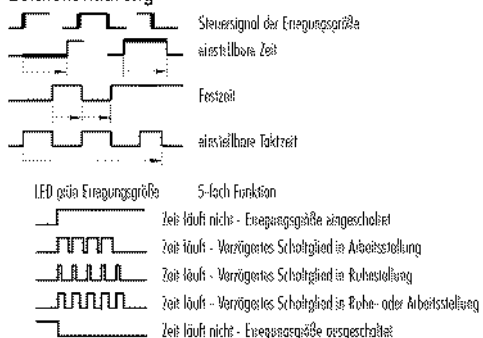 Steuersignal der Erregungsgröße
einstellbare Zeit
Festzeit
einstellbare Taktzeit
LED grün Erregungsgröße 5-fach Funktion
Zeit läuft nicht - Erregungsgröße eingeschaltet
Zeit läuft - Verzögertes Schaltglied in Arbeitsstellung
Zeit läuft - Verzögertes Schaltglied in Ruhestellung
Zeit läuft - Verzögertes Schaltglied in Ruhe- oder Arbeitsstellung
Zeit läuft nicht - Erregungsgröße ausgeschaltet